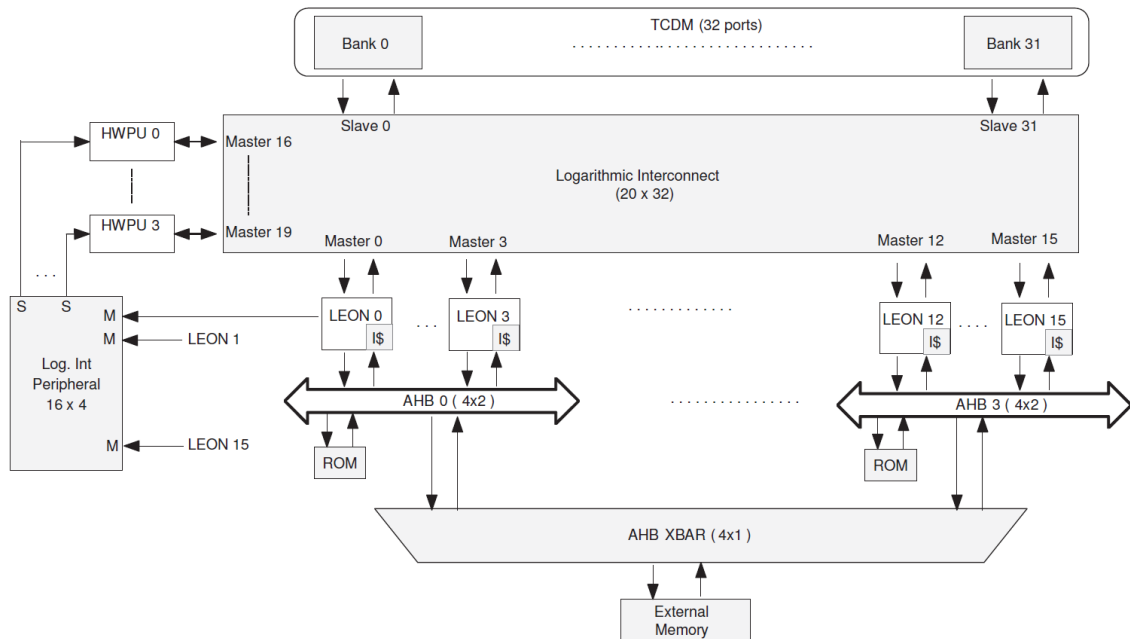 TCDM (32 ports)
Bank 0
Bank 31
Slave 0
Slave 31
HWPU 0
Master 16
Logarithmic Interconnect
(20 x 32)
HWPU 3
Master 19
Master 0
Master 3
Master 12
Master 15
S
S
M
M
M
Log. Int
Peripheral
16 x 4
LEON 1
LEON 15
LEON 0
I$
LEON 3
I$
LEON 12
I$
LEON 15
I$
AHB 0 ( 4x2 )
AHB 3 ( 4x2 )
ROM
ROM
AHB XBAR ( 4x1 )
External
Memory